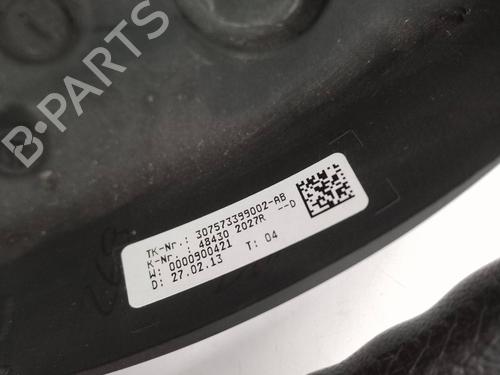 B-PARTS
TK-Nr.: 307573399002-AB
K-Nr.: 48430 2027R --D
W: 0000900421 T: 04
D: 27.02.13